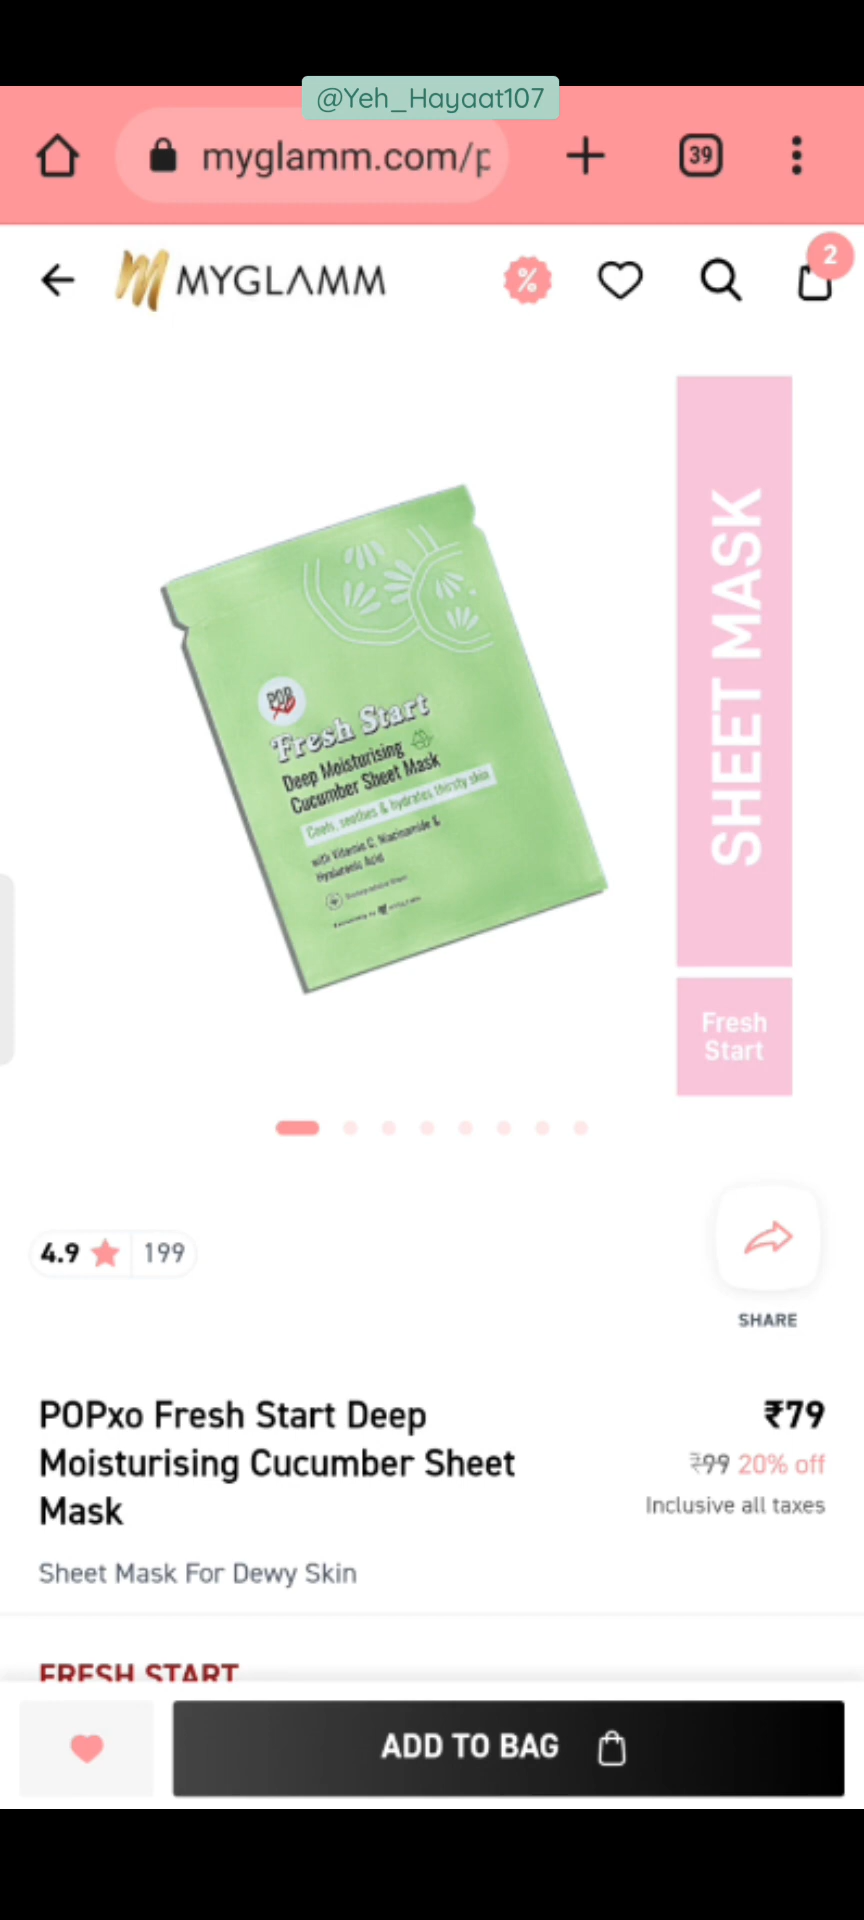 @Yeh_Hayaat107
myglamm.com/p
39
MYGLAMM
%
2
SHEET MASK
POP
xo
Fresh Start
Deep Moisturising
Cucumber Sheet Mask
Cools, soothes & hydrates thirsty skin
with Vitamin C, Niacinamide &
Hyaluronic Acid
Fresh
Start
4.9 199
SHARE
POPxo Fresh Start Deep
Moisturising Cucumber Sheet
Mask
₹79
₹99 20% off
Inclusive all taxes
Sheet Mask For Dewy Skin
FRESH START
ADD TO BAG